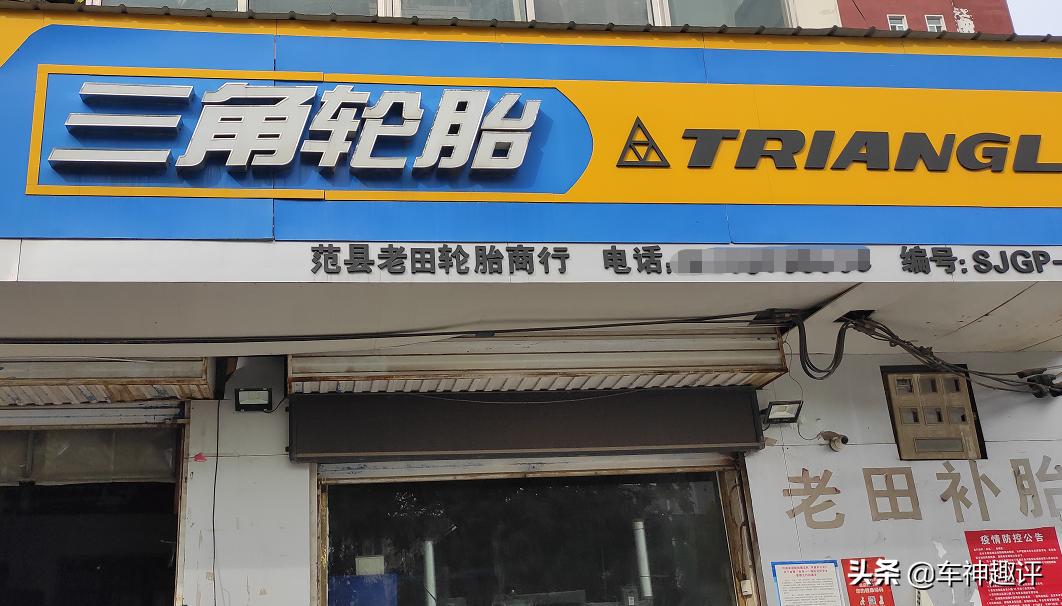 三角轮胎 TRIANGL
范县老田轮胎商行 电话: 编号:SJGP-
老田补胎
疫情防控公告
头条 @车神趣评